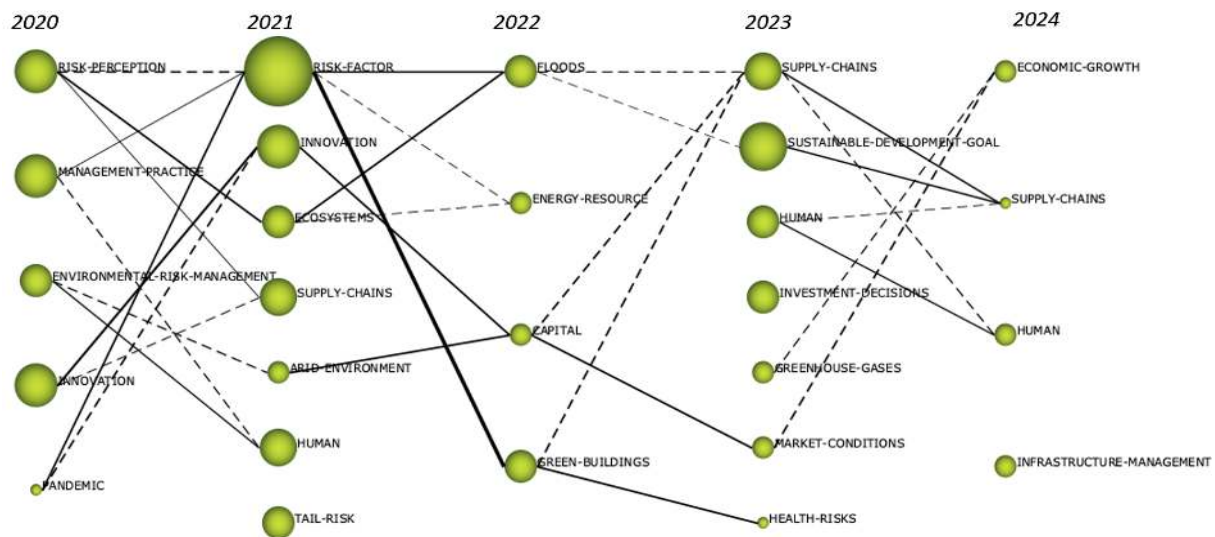 2020 2021 2022 2023 2024
RISK-PERCEPTION RISK-FACTOR FLOODS SUPPLY-CHAINS ECONOMIC-GROWTH
INNOVATION SUSTAINABLE-DEVELOPMENT-GOAL
MANAGEMENT-PRACTICE
ENERGY-RESOURCE SUPPLY-CHAINS
ECOSYSTEMS HUMAN
ENVIRONMENTAL-RISK-MANAGEMENT
SUPPLY-CHAINS INVESTMENT-DECISIONS
CAPITAL HUMAN
ARID-ENVIRONMENT GREENHOUSE-GASES
INNOVATION
HUMAN MARKET-CONDITIONS
GREEN-BUILDINGS INFRASTRUCTURE-MANAGEMENT
PANDEMIC
TAIL-RISK HEALTH-RISKS